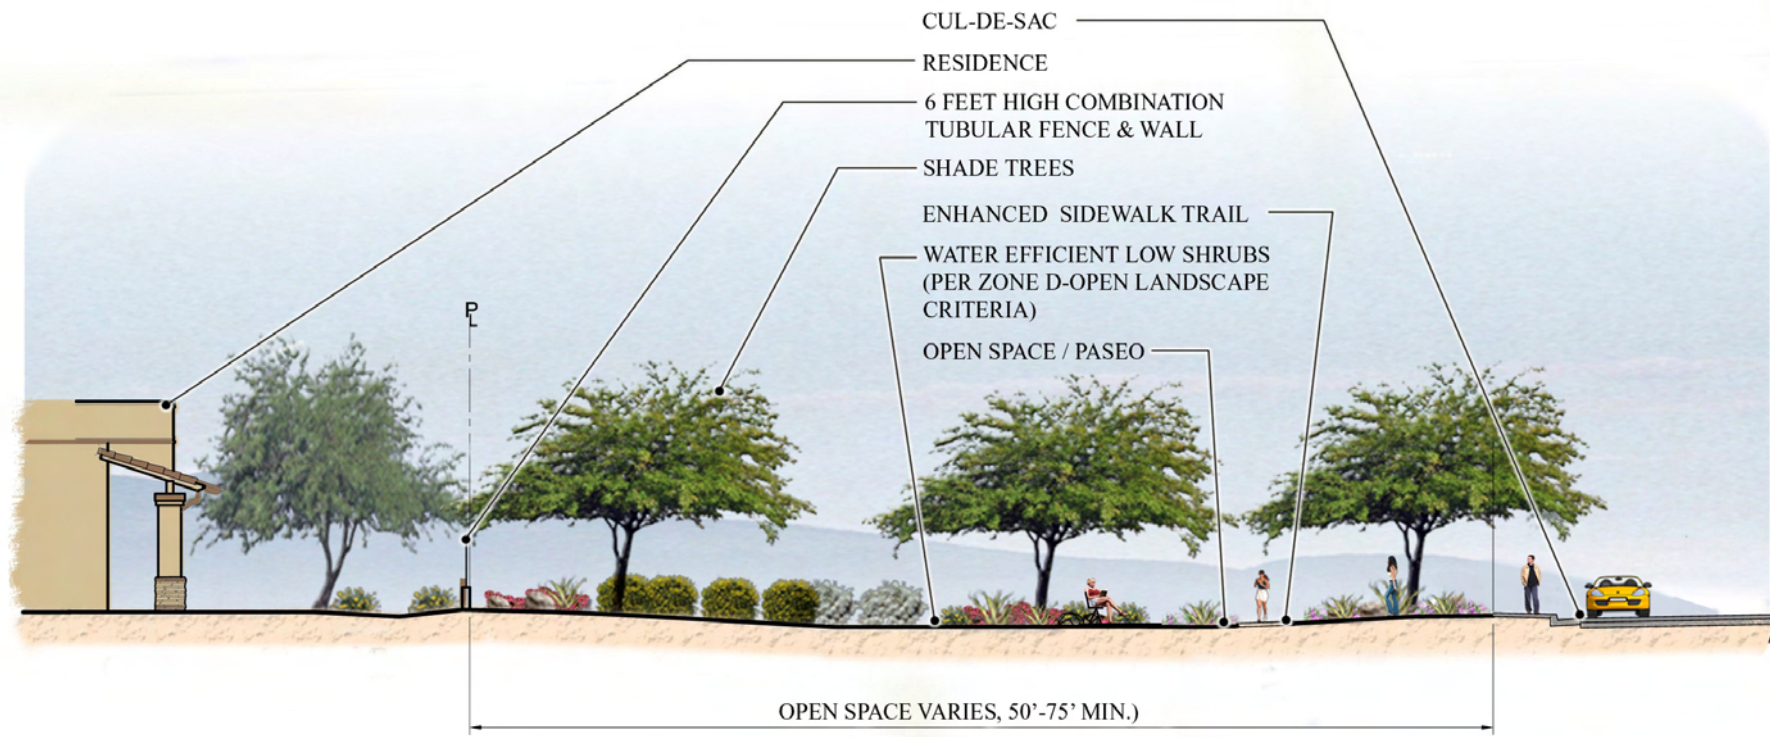 CUL-DE-SAC
RESIDENCE
6 FEET HIGH COMBINATION
TUBULAR FENCE & WALL
SHADE TREES
ENHANCED SIDEWALK TRAIL
WATER EFFICIENT LOW SHRUBS
(PER ZONE D-OPEN LANDSCAPE
CRITERIA)
PL
OPEN SPACE / PASEO
OPEN SPACE VARIES, 50'-75' MIN.)